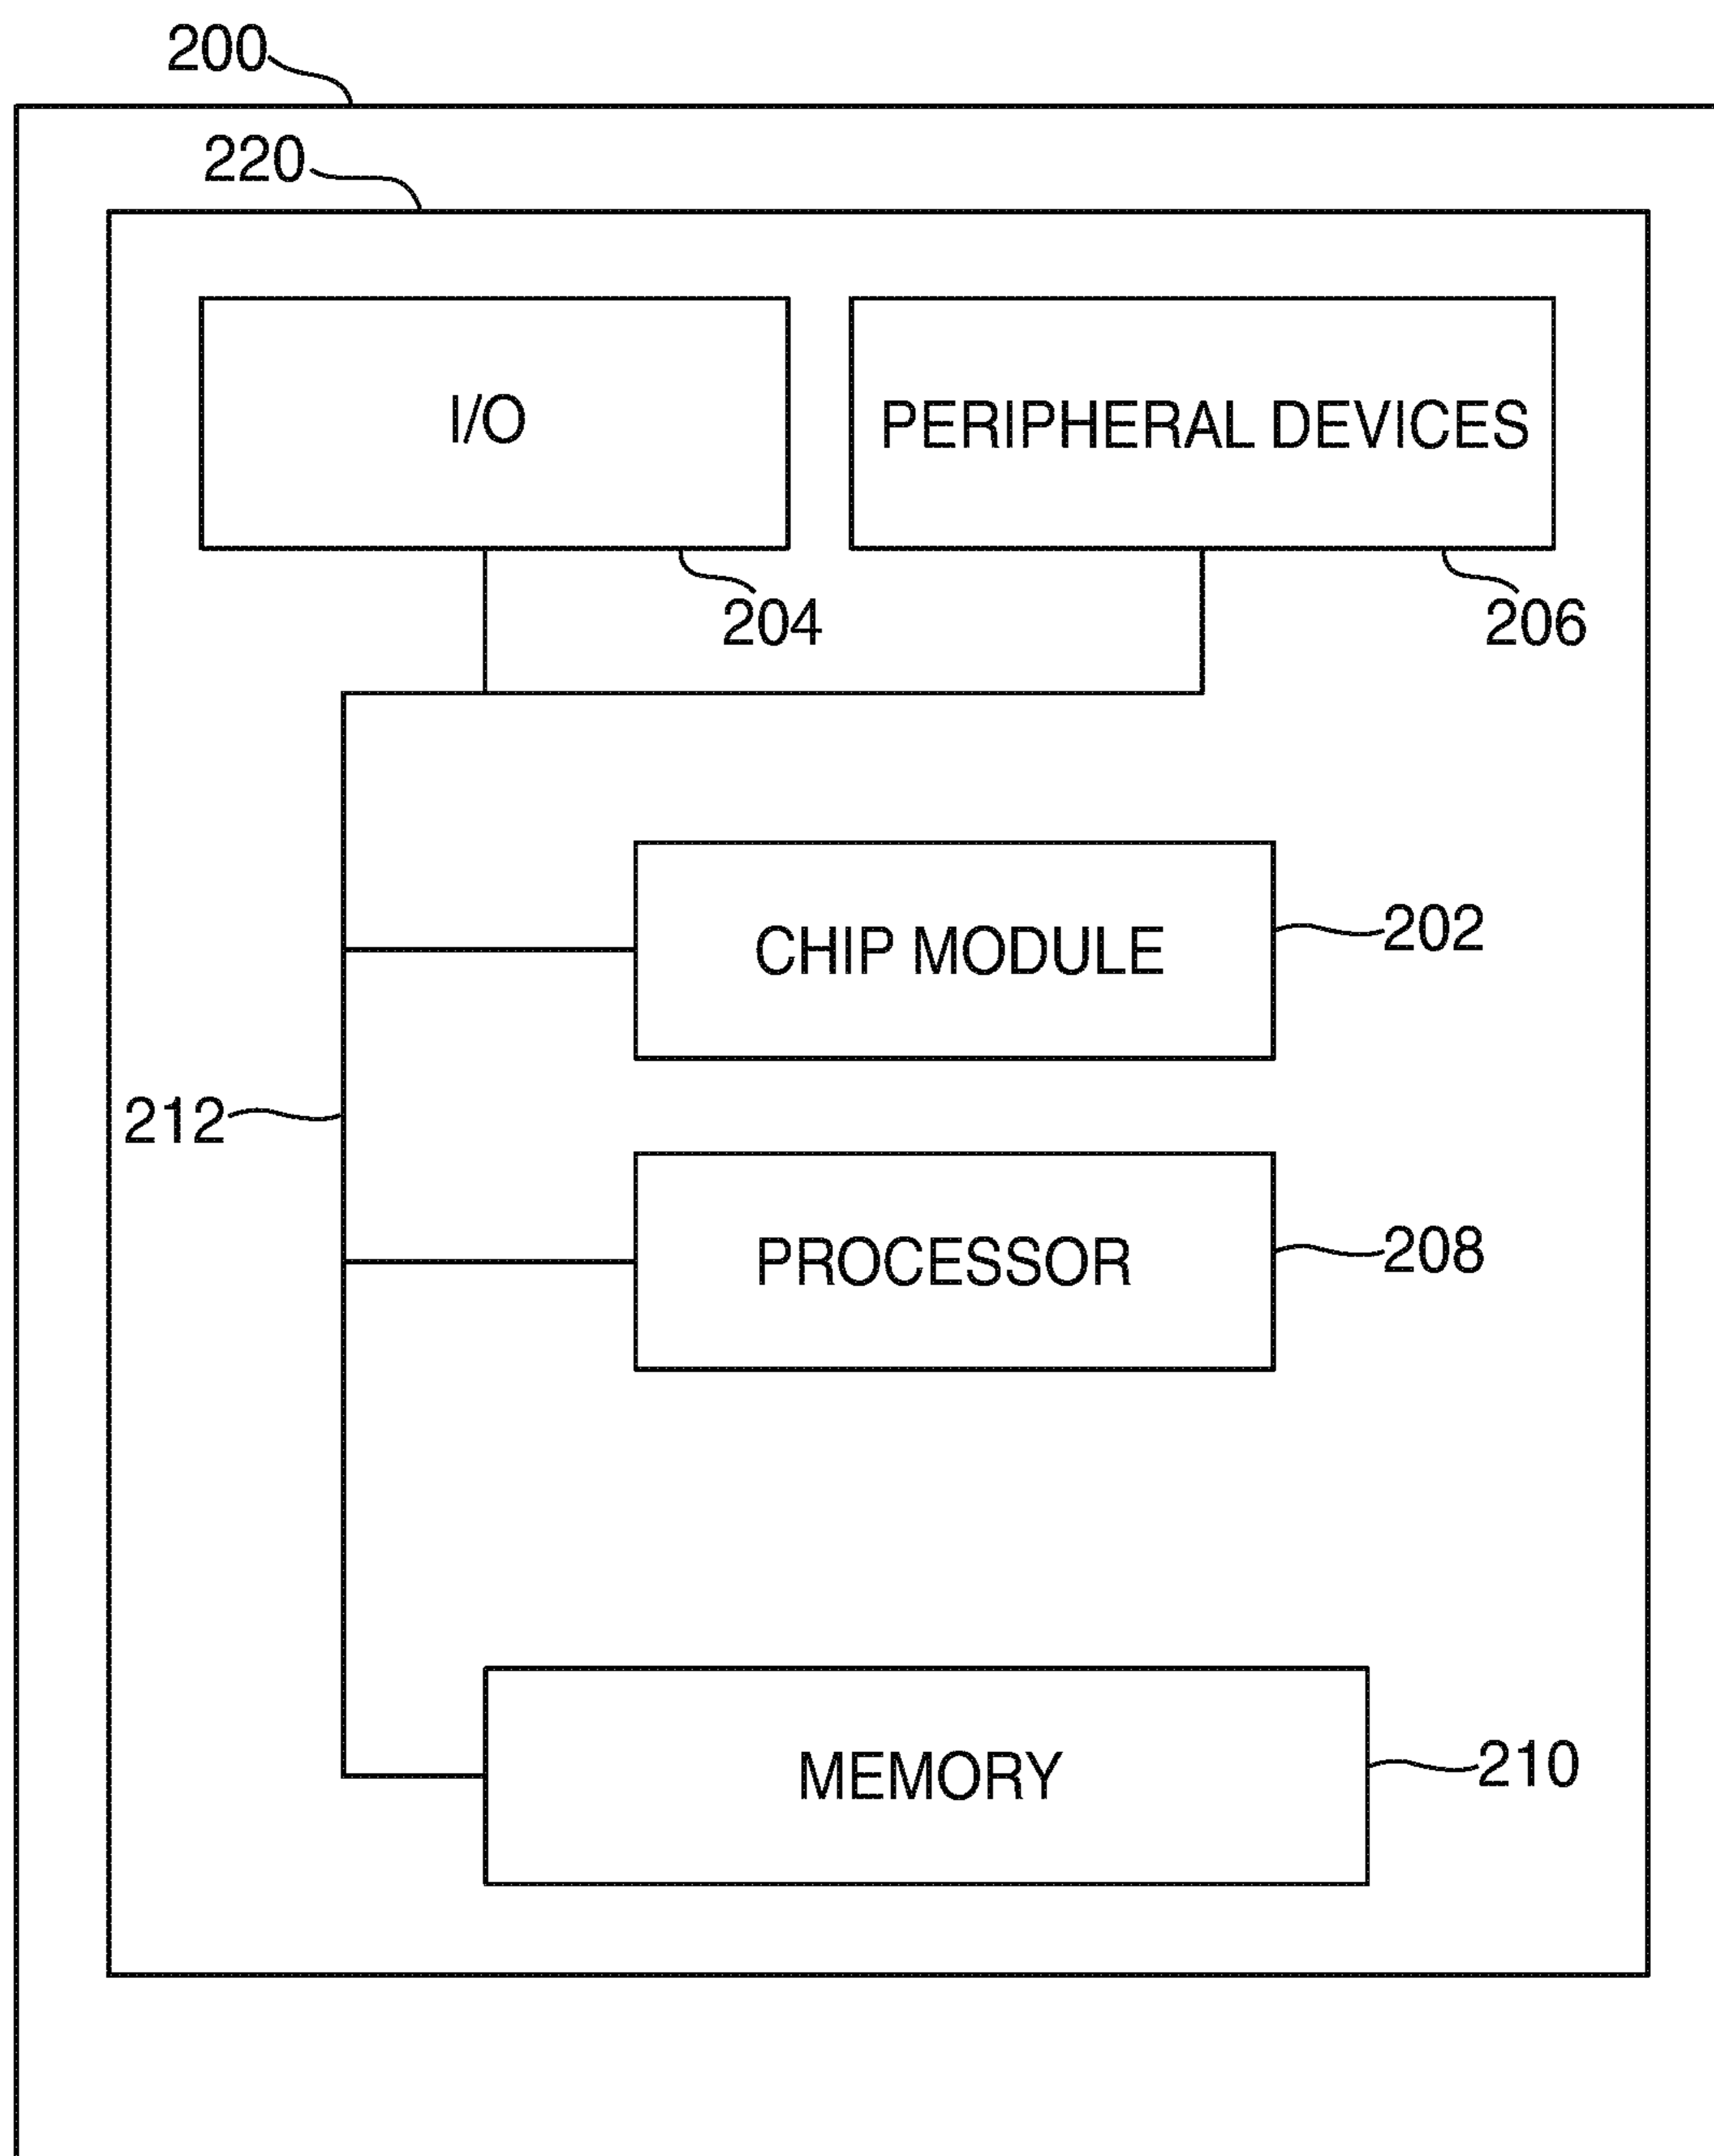 200
220
I/O
PERIPHERAL DEVICES
204
206
CHIP MODULE
202
212
PROCESSOR
208
MEMORY
210